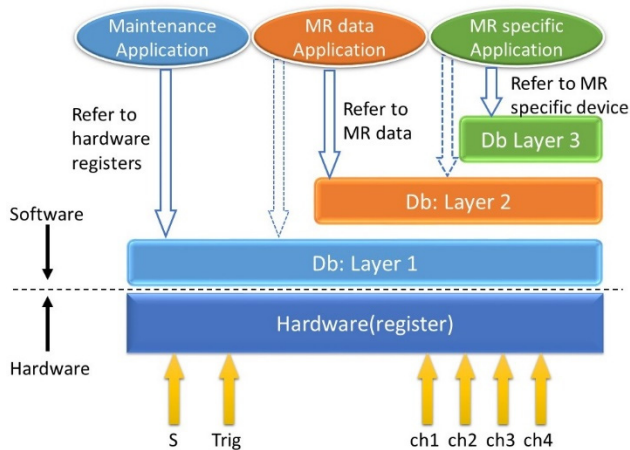 Maintenance
Application
MR data
Application
MR specific
Application
Refer to
hardware
registers
Refer to
MR data
Refer to MR
specific device
Db Layer 3
Db: Layer 2
Software
Db: Layer 1
Hardware(register)
Hardware
S
Trig
ch1
ch2
ch3
ch4